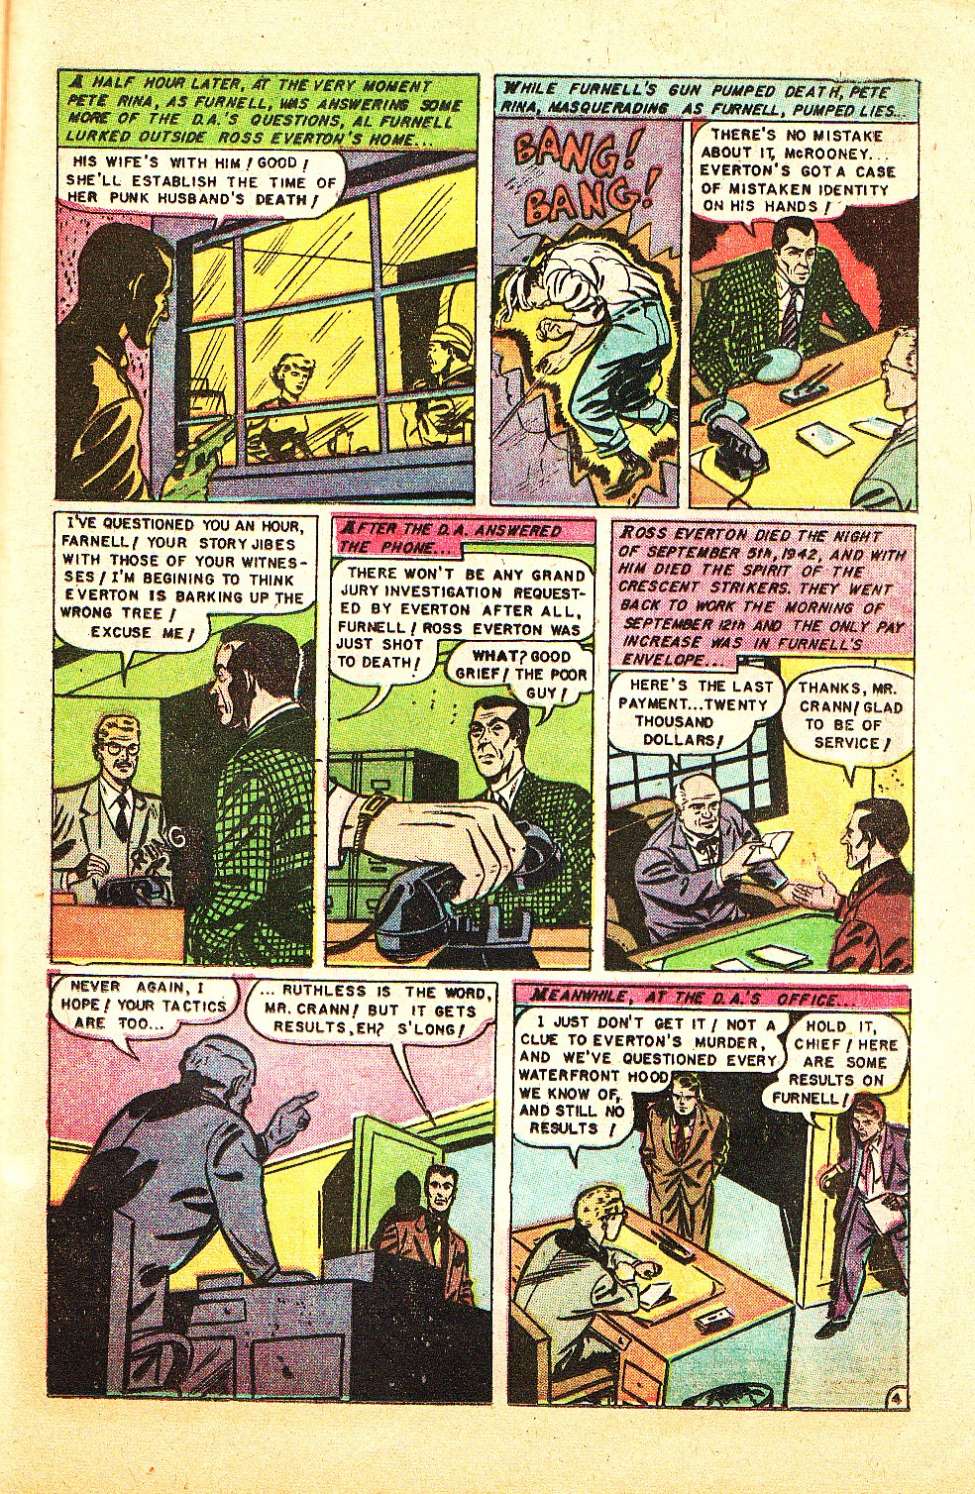 A HALF HOUR LATER, AT THE VERY MOMENT
PETE RINA, AS FURNELL, WAS ANSWERING SOME
MORE OF THE D.A.'S QUESTIONS, AL FURNELL
LURKED OUTSIDE ROSS EVERTON'S HOME...
HIS WIFE'S WITH HIM! GOOD!
SHE'LL ESTABLISH THE TIME OF
HER PUNK HUSBAND'S DEATH!
WHILE FURNELL'S GUN PUMPED DEATH, PETE
RINA, MASQUERADING AS FURNELL, PUMPED LIES...
BANG!
BANG!
THERE'S NO MISTAKE
ABOUT IT, McROONEY...
EVERTON'S GOT A CASE
OF MISTAKEN IDENTITY
ON HIS HANDS!
I'VE QUESTIONED YOU AN HOUR,
FARNELL! YOUR STORY JIBES
WITH THOSE OF YOUR WITNES-
SES! I'M BEGINING TO THINK
EVERTON IS BARKING UP THE
WRONG TREE!
EXCUSE ME!
RING
AFTER THE D.A. ANSWERED
THE PHONE...
THERE WON'T BE ANY GRAND
JURY INVESTIGATION REQUEST-
ED BY EVERTON AFTER ALL,
FURNELL! ROSS EVERTON WAS
JUST SHOT
TO DEATH!
WHAT? GOOD
GRIEF! THE POOR
GUY!
ROSS EVERTON DIED THE NIGHT
OF SEPTEMBER 5th, 1942, AND WITH
HIM DIED THE SPIRIT OF THE
CRESCENT STRIKERS. THEY WENT
BACK TO WORK THE MORNING OF
SEPTEMBER 12th AND THE ONLY PAY
INCREASE WAS IN FURNELL'S
ENVELOPE...
HERE'S THE LAST
PAYMENT...TWENTY
THOUSAND
DOLLARS!
THANKS, MR.
CRANN! GLAD
TO BE OF
SERVICE!
NEVER AGAIN, I
HOPE! YOUR TACTICS
ARE TOO...
... RUTHLESS IS THE WORD,
MR. CRANN! BUT IT GETS
RESULTS, EH? S'LONG!
MEANWHILE, AT THE D.A.'S OFFICE...
I JUST DON'T GET IT! NOT A
CLUE TO EVERTON'S MURDER,
AND WE'VE QUESTIONED EVERY
WATERFRONT HOOD
WE KNOW OF,
AND STILL NO
RESULTS!
HOLD IT,
CHIEF! HERE
ARE SOME
RESULTS ON
FURNELL!
4